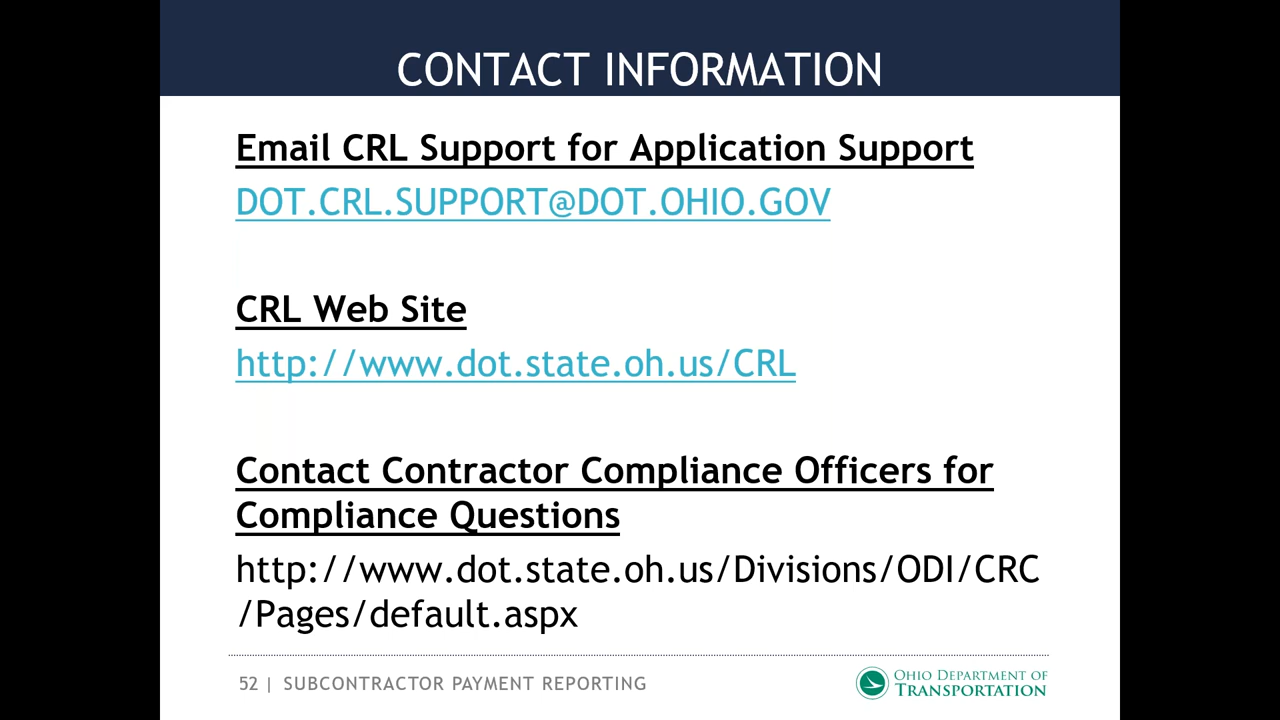 CONTACT INFORMATION
Email CRL Support for Application Support
DOT.CRL.SUPPORT@DOT.OHIO.GOV
CRL Web Site
http://www.dot.state.oh.us/CRL
Contact Contractor Compliance Officers for
Compliance Questions
http://www.dot.state.oh.us/Divisions/ODI/CRC
/Pages/default.aspx
52 | SUBCONTRACTOR PAYMENT REPORTING
OHIO DEPARTMENT OF
TRANSPORTATION